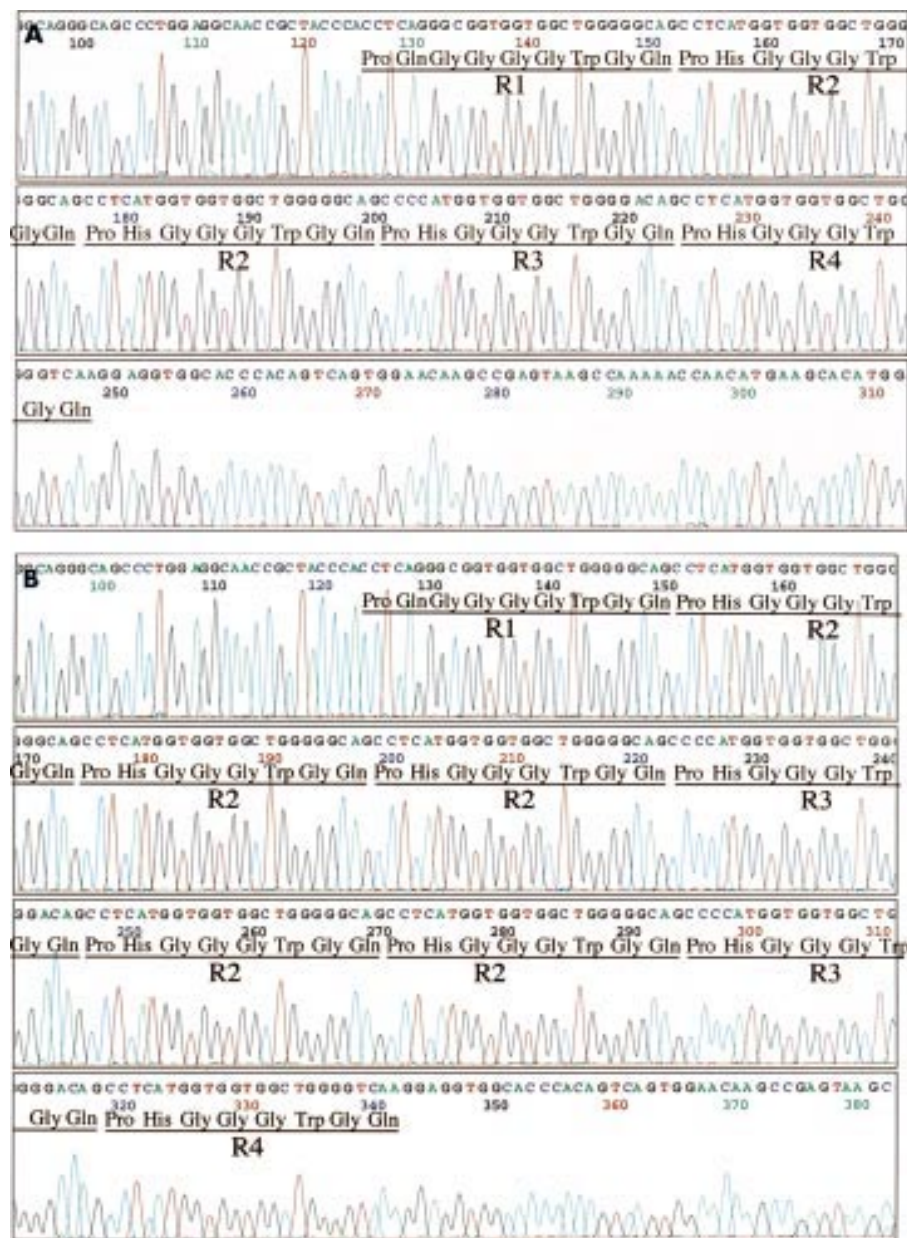 A
GGCAGGGCAGCCCTGGAGGCAACCGCTACCCACCTCAGGGCGGTGGTGGCTGGGGGCAGCCTCATGGTGGTGGCTGGG
100 110 120 130 140 150 160 170
Pro Gln Gly Gly Gly Gly Trp Gly Gln Pro His Gly Gly Gly Trp
R1 R2
GGGCAGCCTCATGGTGGTGGCTGGGGGCAGCCCCATGGTGGTGGCTGGGGACAGCCTCATGGTGGTGGCTGG
180 190 200 210 220 230 240
Gly Gln Pro His Gly Gly Gly Trp Gly Gln Pro His Gly Gly Gly Trp Gly Gln Pro His Gly Gly Gly Trp
R2 R3 R4
GGGTCAAGGAGGTGGCACCCACAGTCAGTGGAACAAGCCGAGTAAGCCAAAAACCAACATGAAGCACATGG
250 260 270 280 290 300 310
Gly Gln
B
GGCAGGGCAGCCCTGGAGGCAACCGCTACCCACCTCAGGGCGGTGGTGGCTGGGGGCAGCCTCATGGTGGTGGCTGGG
100 110 120 130 140 150 160
Pro Gln Gly Gly Gly Gly Trp Gly Gln Pro His Gly Gly Gly Trp
R1 R2
GGGCAGCCTCATGGTGGTGGCTGGGGGCAGCCTCATGGTGGTGGCTGGGGGCAGCCCCATGGTGGTGGCTGGG
170 180 190 200 210 220 230 240
Gly Gln Pro His Gly Gly Gly Trp Gly Gln Pro His Gly Gly Gly Trp Gly Gln Pro His Gly Gly Gly Trp
R2 R2 R3
GGACAGCCTCATGGTGGTGGCTGGGGGCAGCCTCATGGTGGTGGCTGGGGGCAGCCCCATGGTGGTGGCTG
250 260 270 280 290 300 310
Gly Gln Pro His Gly Gly Gly Trp Gly Gln Pro His Gly Gly Gly Trp Gly Gln Pro His Gly Gly Gly Trp
R2 R2 R3
GGGGACAGCCTCATGGTGGTGGCTGGGGTCAAGGAGGTGGCACCCACAGTCAGTGGAACAAGCCGAGTAAGC
320 330 340 350 360 370 380
Gly Gln Pro His Gly Gly Gly Trp Gly Gln
R4